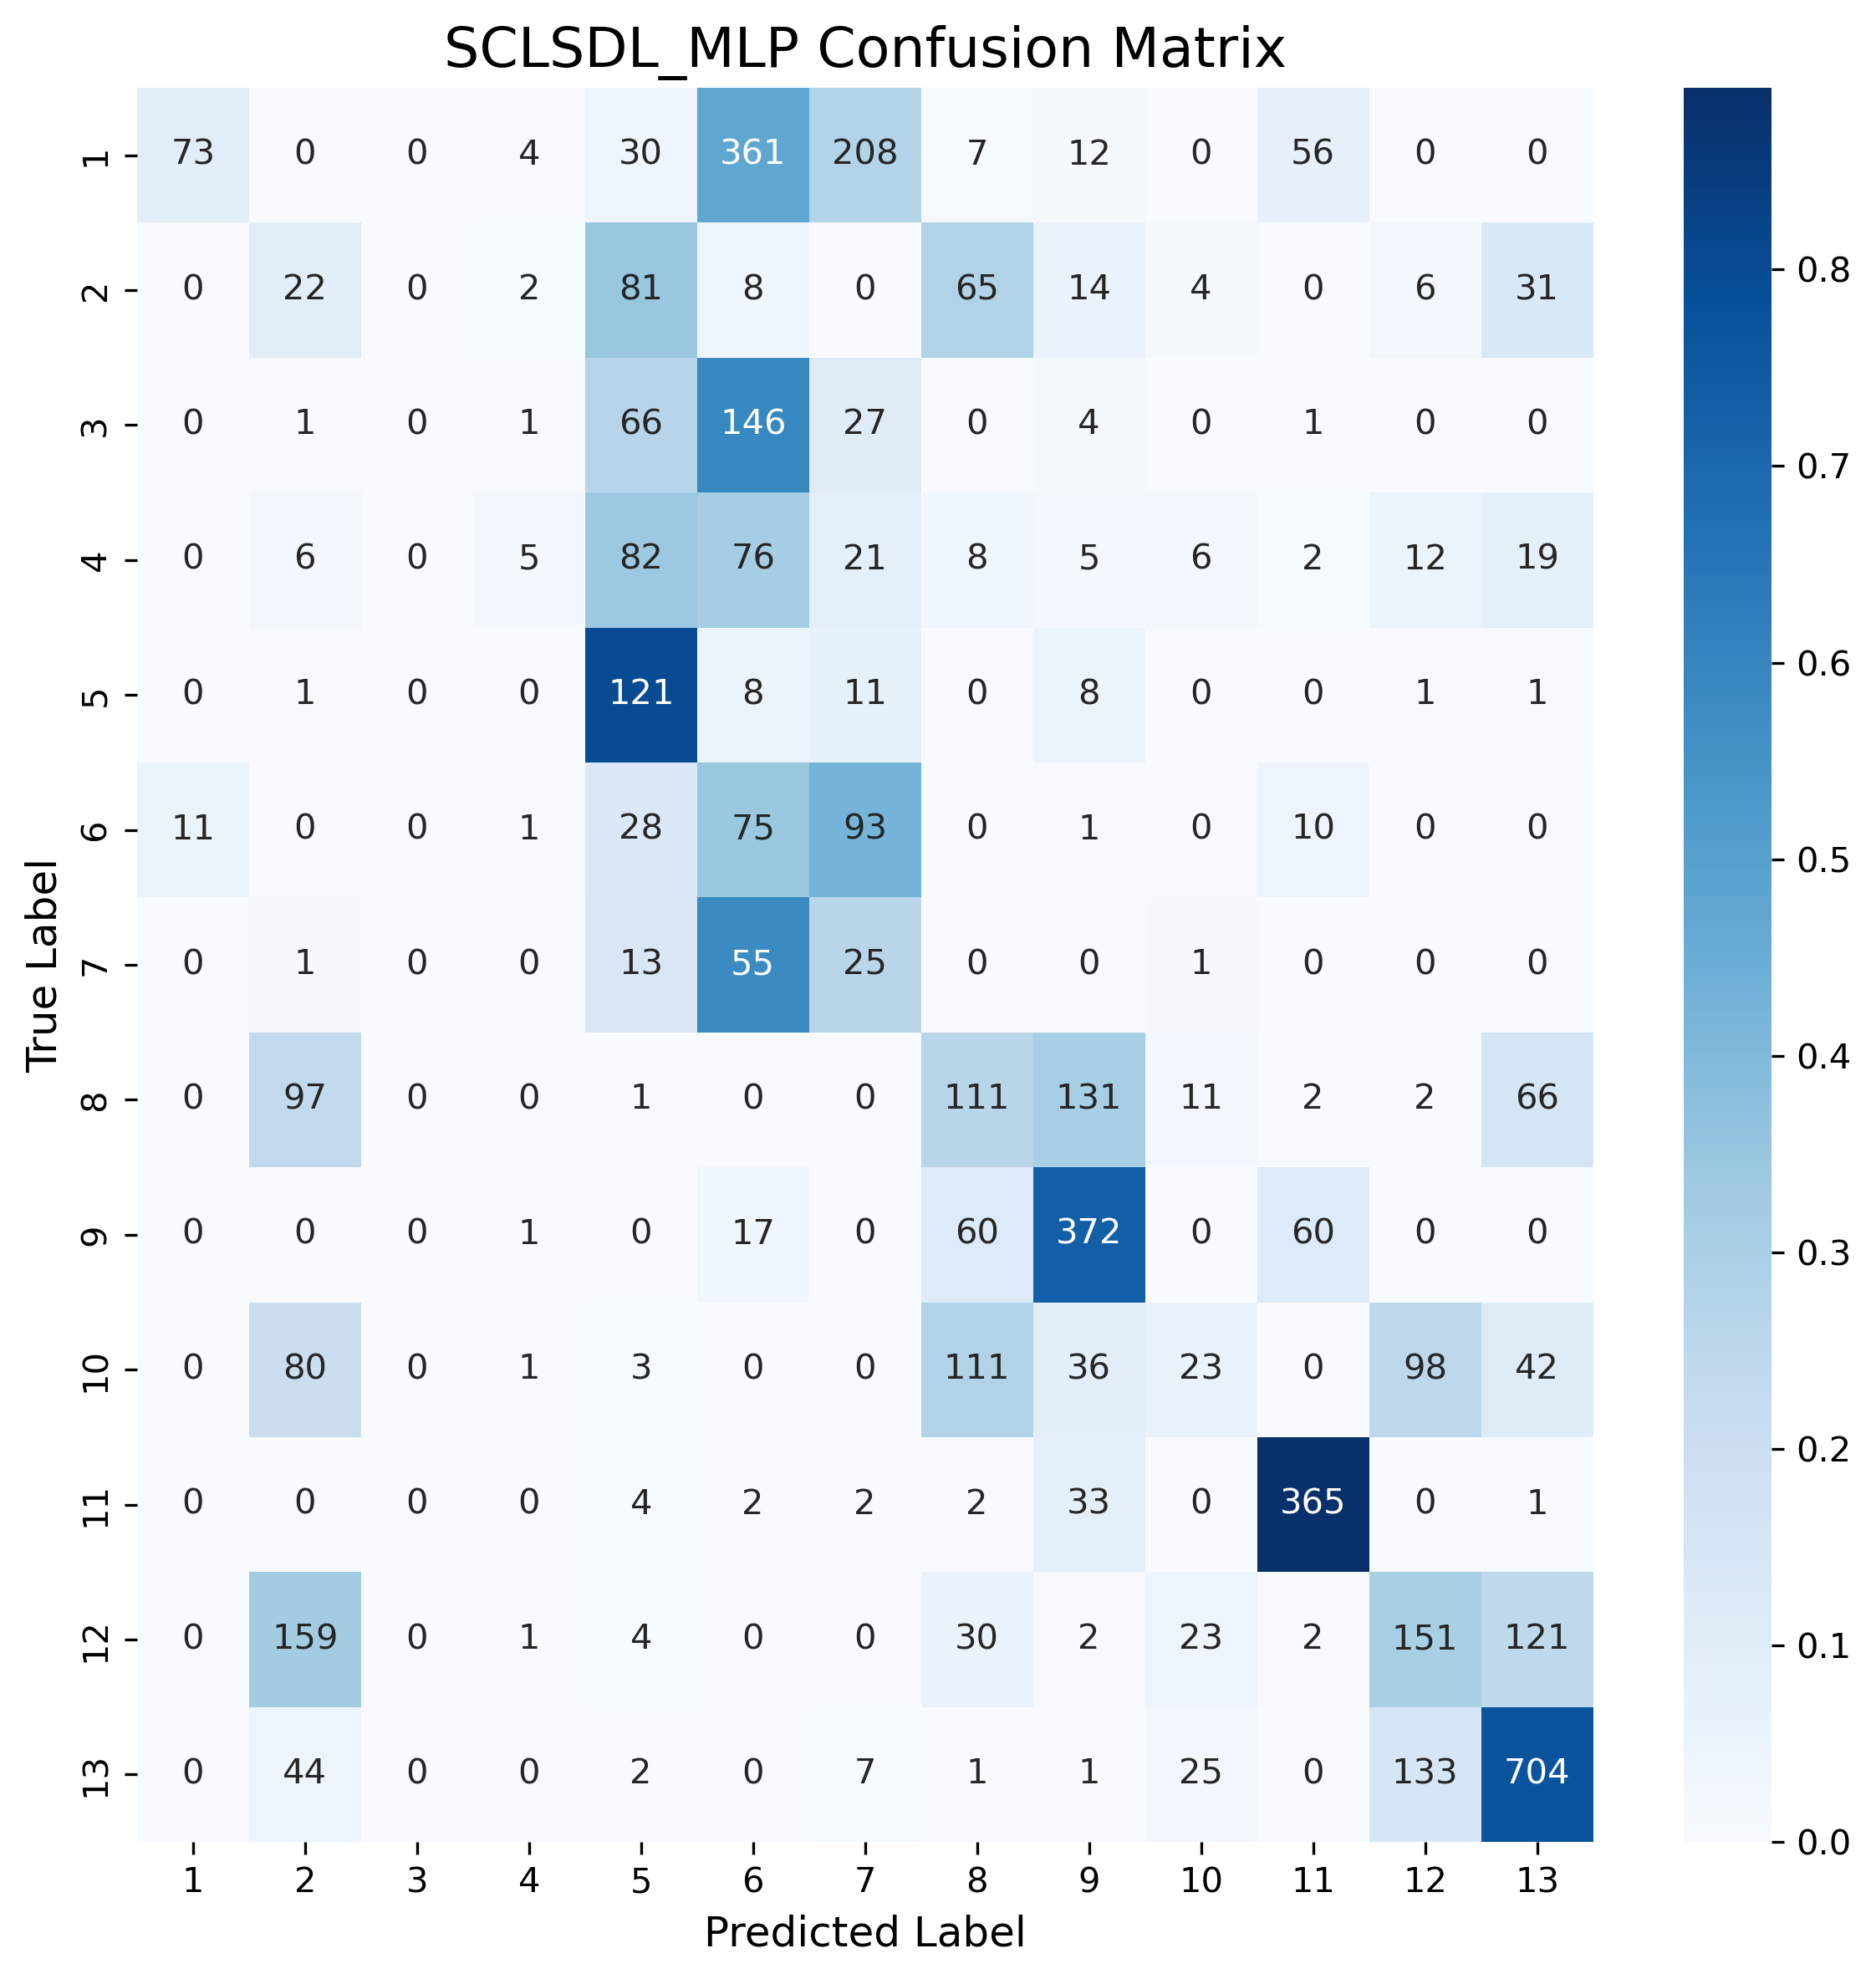 SCLSDL_MLP Confusion Matrix
1 73 0 0 4 30 361 208 7 12 0 56 0 0
2 0 22 0 2 81 8 0 65 14 4 0 6 31
3 0 1 0 1 66 146 27 0 4 0 1 0 0
4 0 6 0 5 82 76 21 8 5 6 2 12 19
5 0 1 0 0 121 8 11 0 8 0 0 1 1
6 11 0 0 1 28 75 93 0 1 0 10 0 0
7 0 1 0 0 13 55 25 0 0 1 0 0 0
8 0 97 0 0 1 0 0 111 131 11 2 2 66
9 0 0 0 1 0 17 0 60 372 0 60 0 0
10 0 80 0 1 3 0 0 111 36 23 0 98 42
11 0 0 0 0 4 2 2 2 33 0 365 0 1
12 0 159 0 1 4 0 0 30 2 23 2 151 121
13 0 44 0 0 2 0 7 1 1 25 0 133 704
1 2 3 4 5 6 7 8 9 10 11 12 13
Predicted Label
True Label
0.8
0.7
0.6
0.5
0.4
0.3
0.2
0.1
0.0